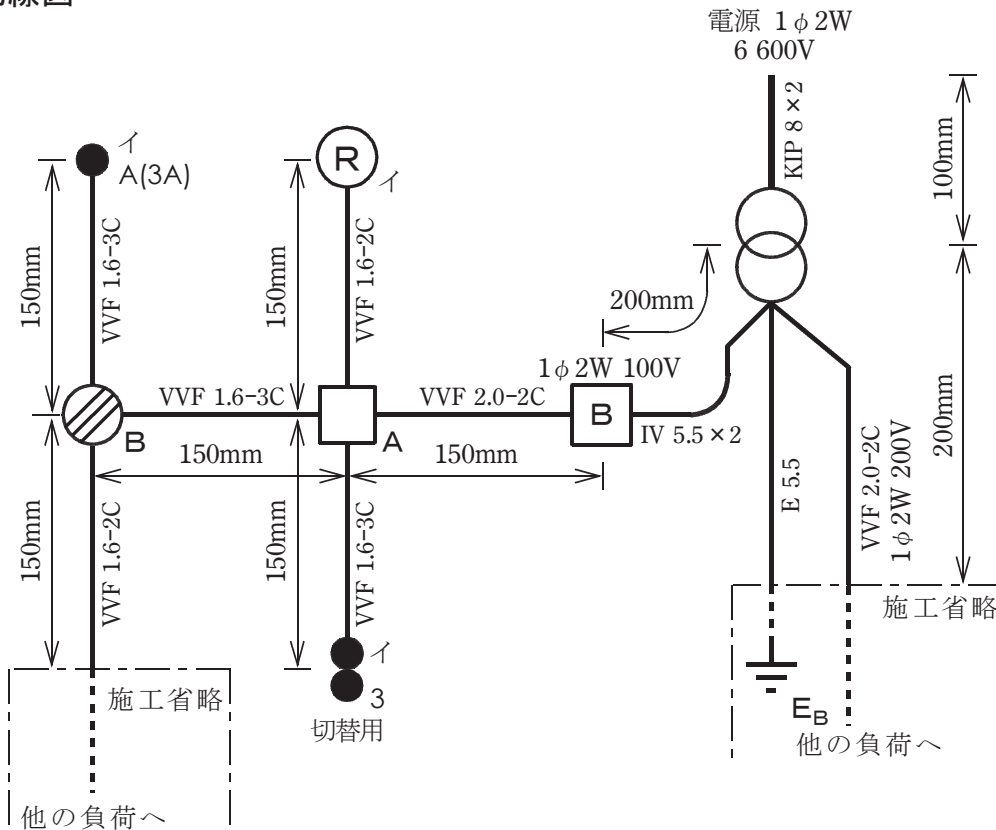 電源 1φ2W
6 600V
KIP 8×2
100mm
イ
A(3A)
R
イ
150mm
VVF 1.6-3C
150mm
VVF 1.6-2C
200mm
1φ2W 100V
VVF 1.6-3C
VVF 2.0-2C
B
B
A
IV 5.5×2
150mm
150mm
200mm
150mm
VVF 1.6-2C
150mm
VVF 1.6-3C
E 5.5
VVF 2.0-2C
1φ2W 200V
施工省略
イ
3
切替用
施工省略
EB
他の負荷へ
他の負荷へ